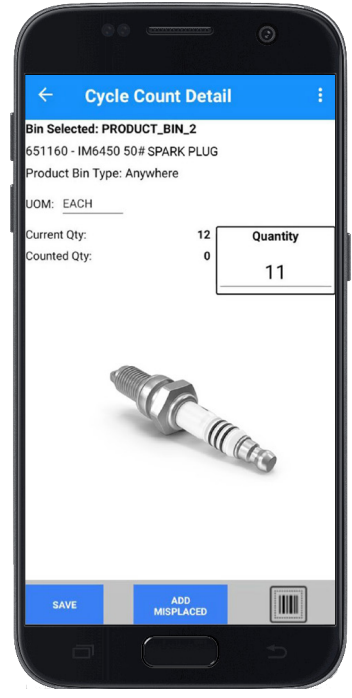 Cycle Count Detail
Bin Selected: PRODUCT_BIN_2
651160 - IM6450 50# SPARK PLUG
Product Bin Type: Anywhere
UOM: EACH
Current Qty: 12
Counted Qty: 0
Quantity
11
SAVE
ADD
MISPLACED